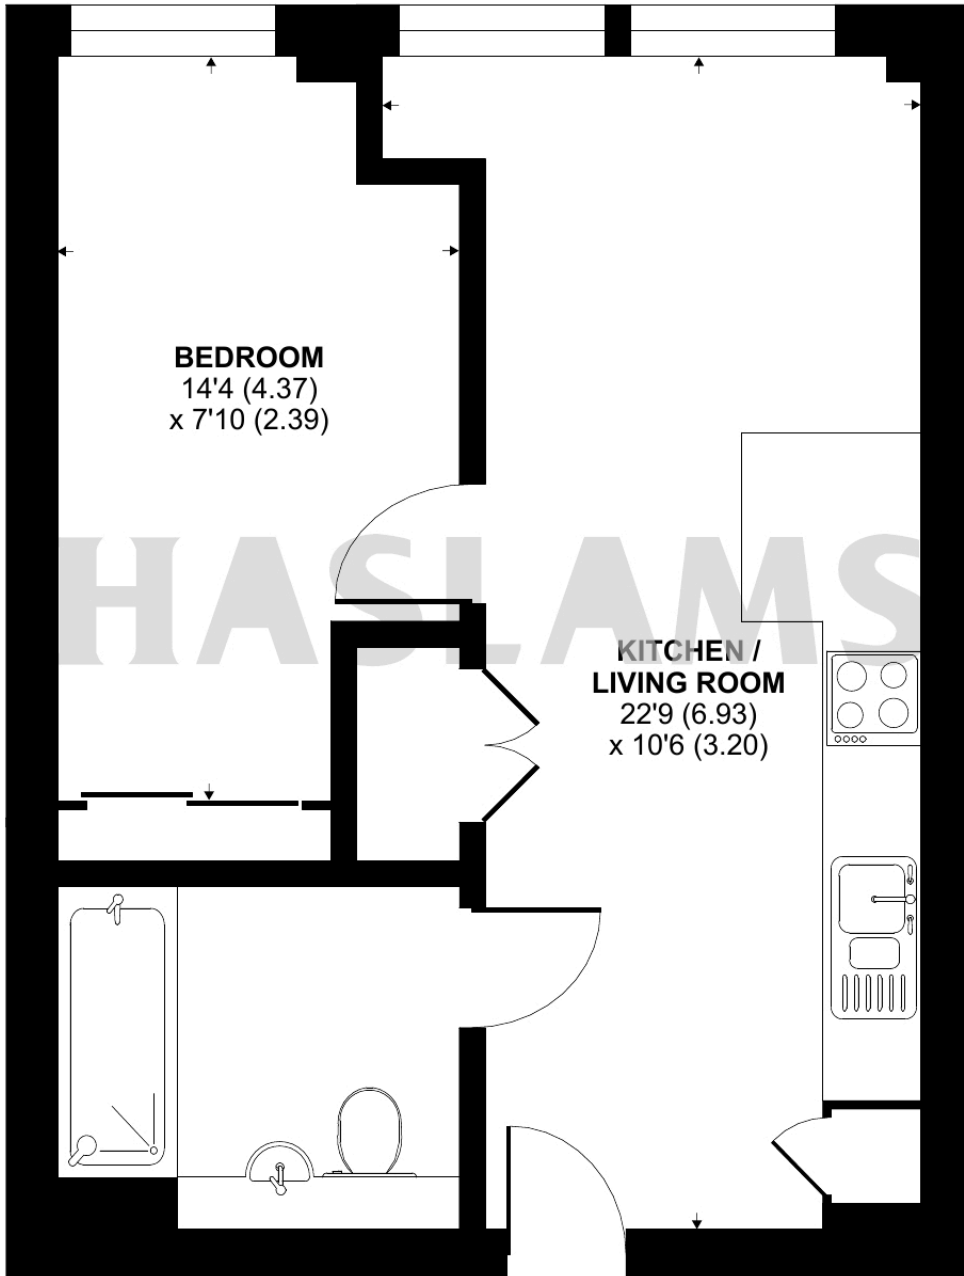 BEDROOM
14'4 (4.37)
x 7'10 (2.39)
HASLAMS
KITCHEN /
LIVING ROOM
22'9 (6.93)
x 10'6 (3.20)